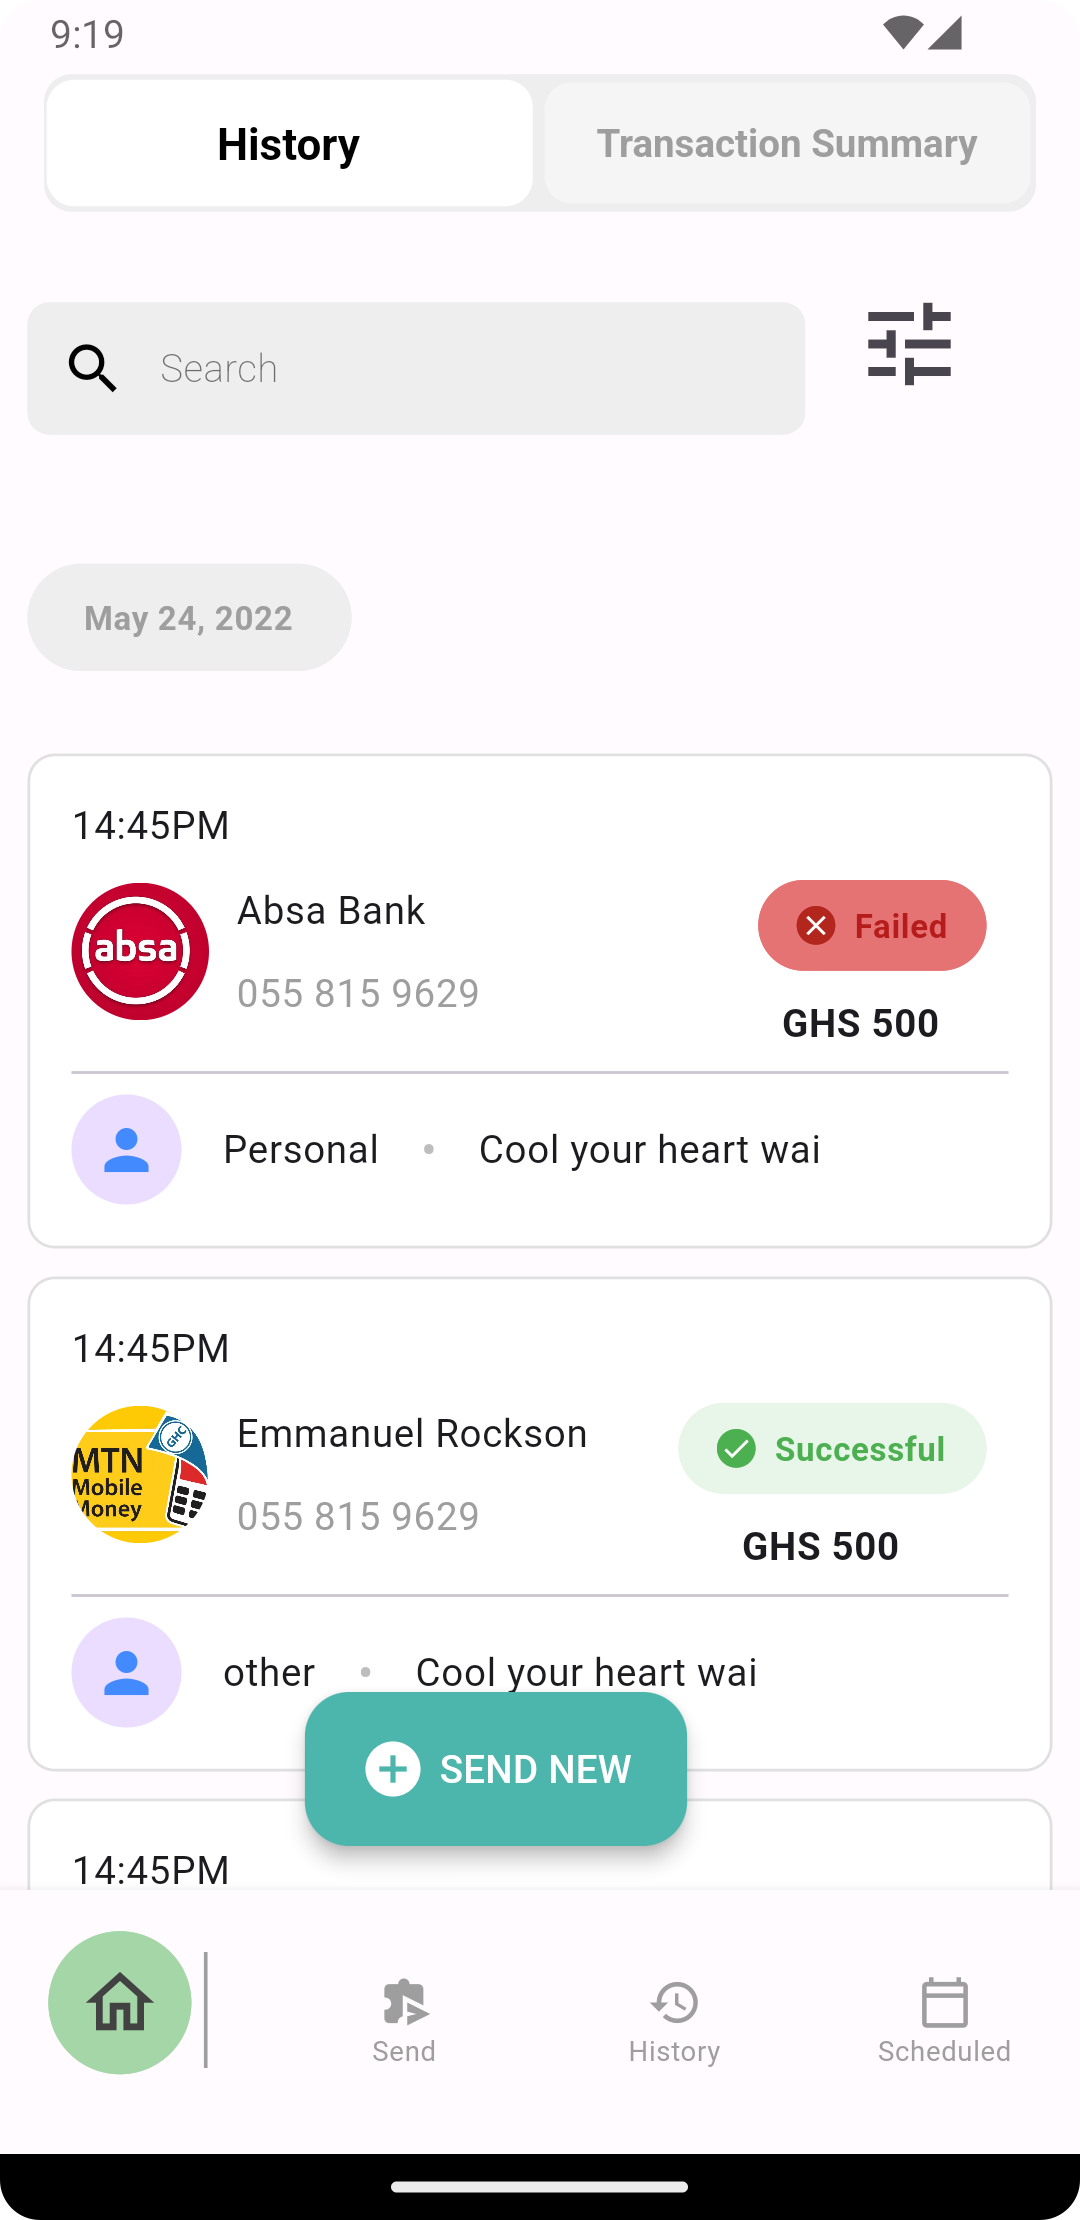 9:19
History
Transaction Summary
Search
May 24, 2022
14:45PM
absa
Absa Bank
055 815 9629
Failed
GHS 500
Personal • Cool your heart wai
14:45PM
MTN
Mobile
Money
GHC
Emmanuel Rockson
055 815 9629
Successful
GHS 500
other • Cool your heart wai
SEND NEW
14:45PM
Send
History
Scheduled